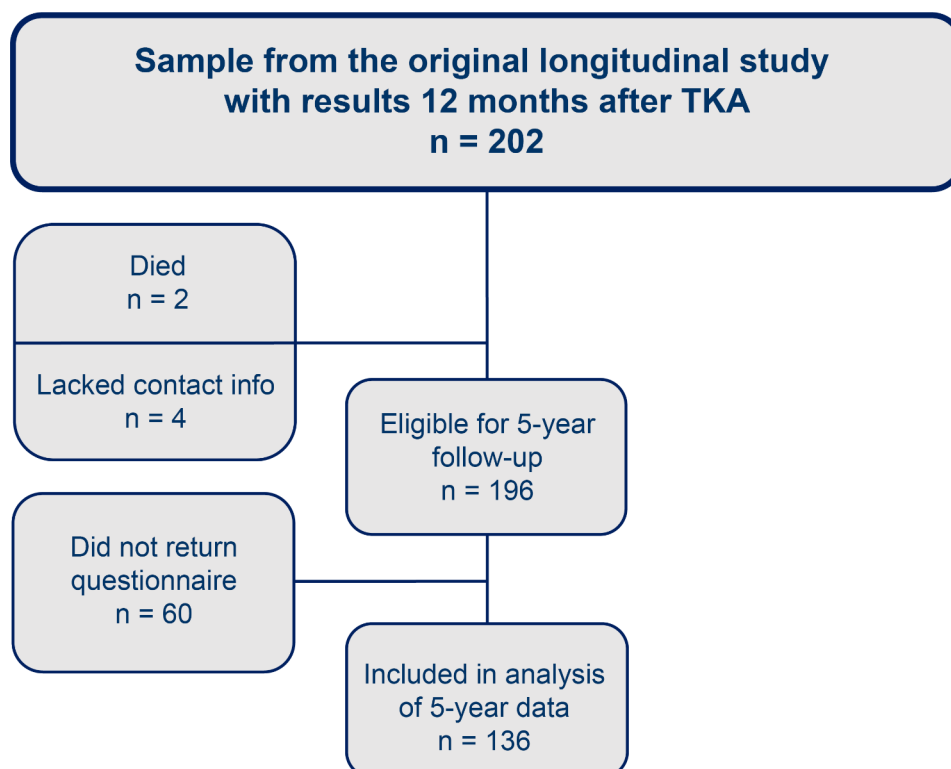 Sample from the original longitudinal study
with results 12 months after TKA
n = 202
Died
n = 2
Lacked contact info
n = 4
Eligible for 5-year
follow-up
n = 196
Did not return
questionnaire
n = 60
Included in analysis
of 5-year data
n = 136